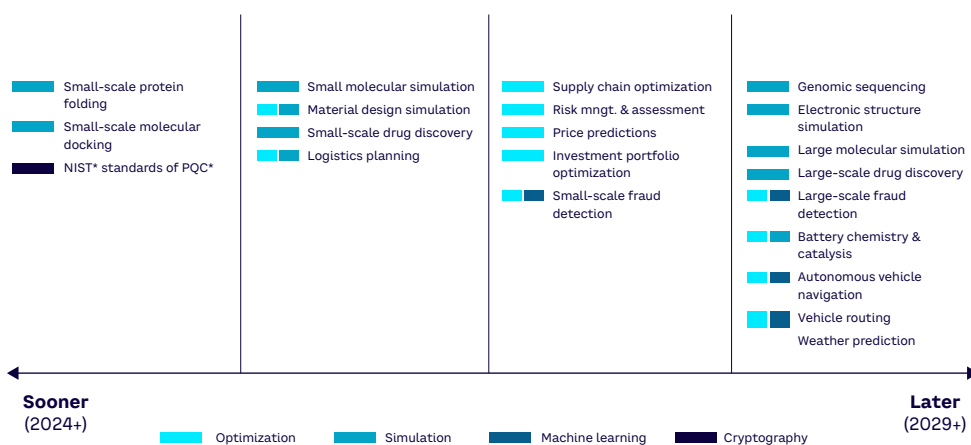 Small-scale protein
folding
Small-scale molecular
docking
NIST* standards of PQC*
Small molecular simulation
Material design simulation
Small-scale drug discovery
Logistics planning
Supply chain optimization
Risk mngt. & assessment
Price predictions
Investment portfolio
optimization
Small-scale fraud
detection
Genomic sequencing
Electronic structure
simulation
Large molecular simulation
Large-scale drug discovery
Large-scale fraud
detection
Battery chemistry &
catalysis
Autonomous vehicle
navigation
Vehicle routing
Weather prediction
Sooner
(2024+)
Later
(2029+)
Optimization
Simulation
Machine learning
Cryptography